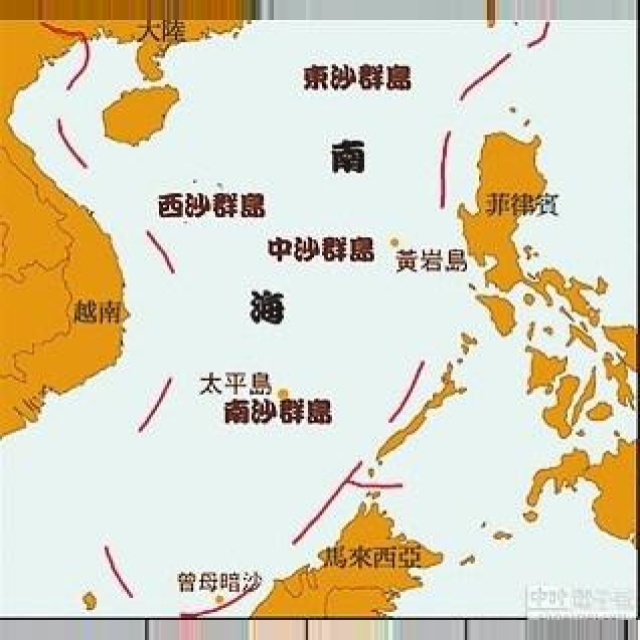 大陸
東沙群島
南
西沙群島
菲律賓
中沙群島
黃岩島
海
越南
太平島
南沙群島
馬來西亞
曾母暗沙
中時電子報